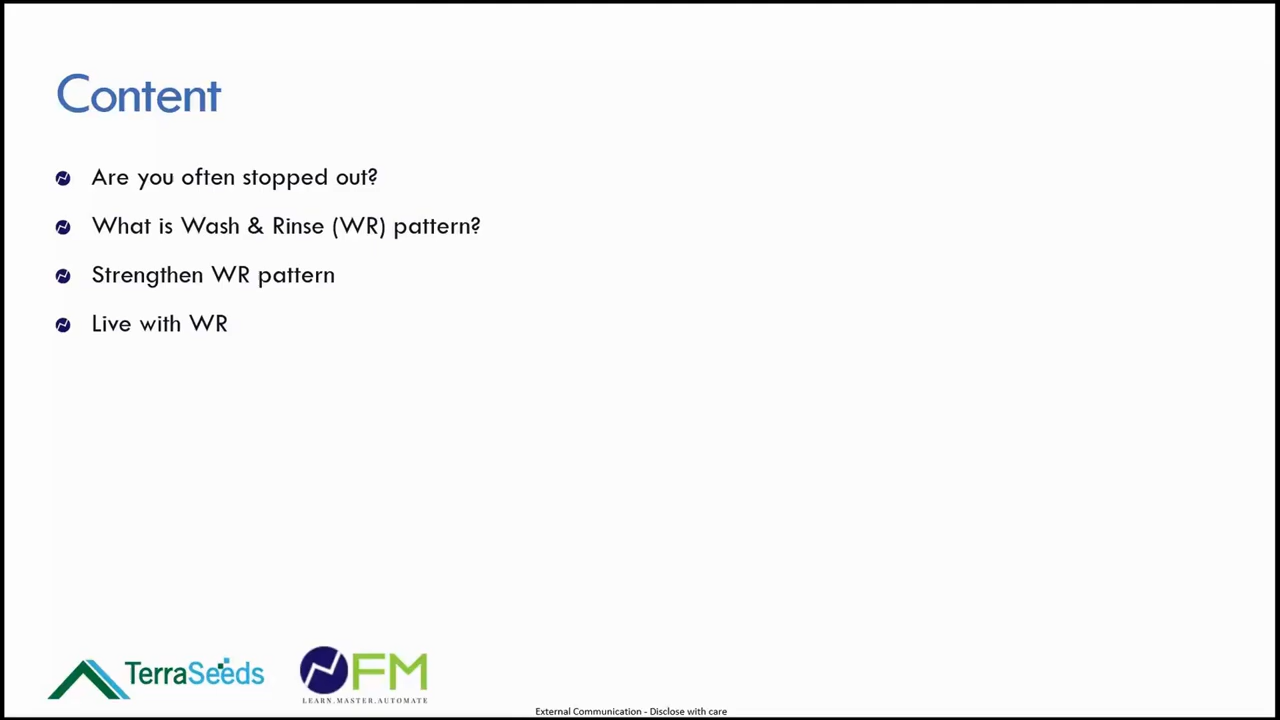 Content
Are you often stopped out?
What is Wash & Rinse (WR) pattern?
Strengthen WR pattern
Live with WR
TerraSeeds
FM
LEARN.MASTER.AUTOMATE
External Communication - Disclose with care